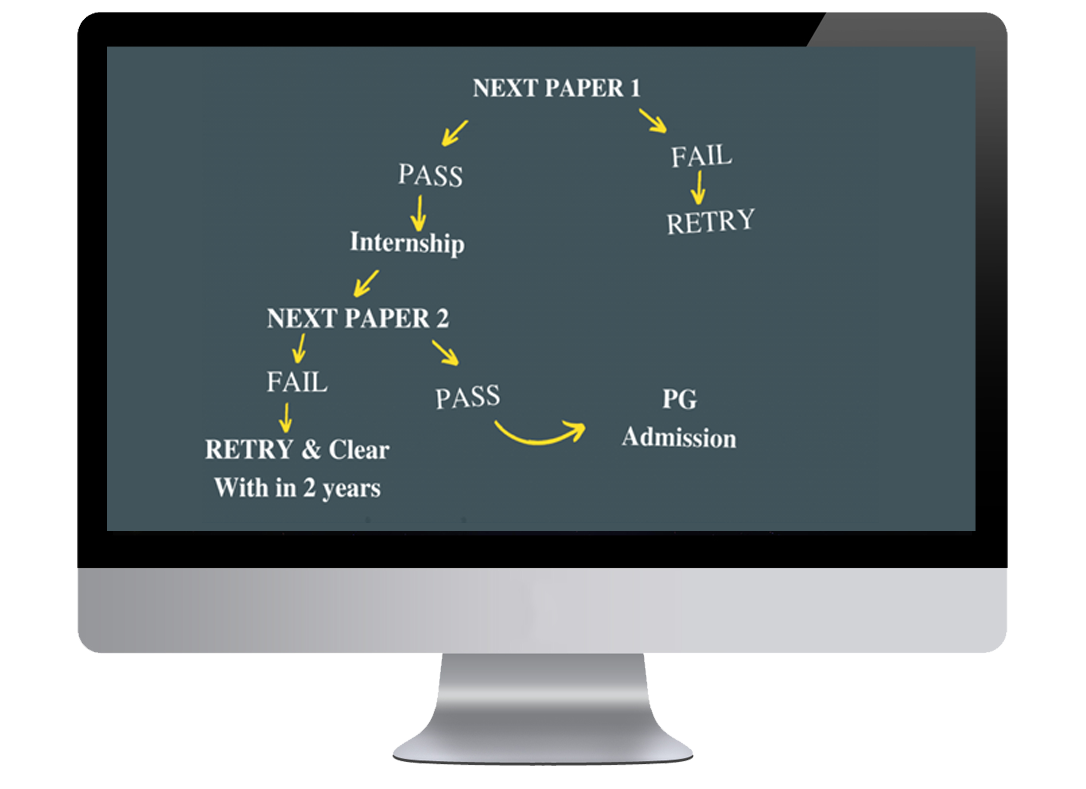 NEXT PAPER 1
PASS
FAIL
RETRY
Internship
NEXT PAPER 2
FAIL
PASS
PG
Admission
RETRY & Clear
With in 2 years